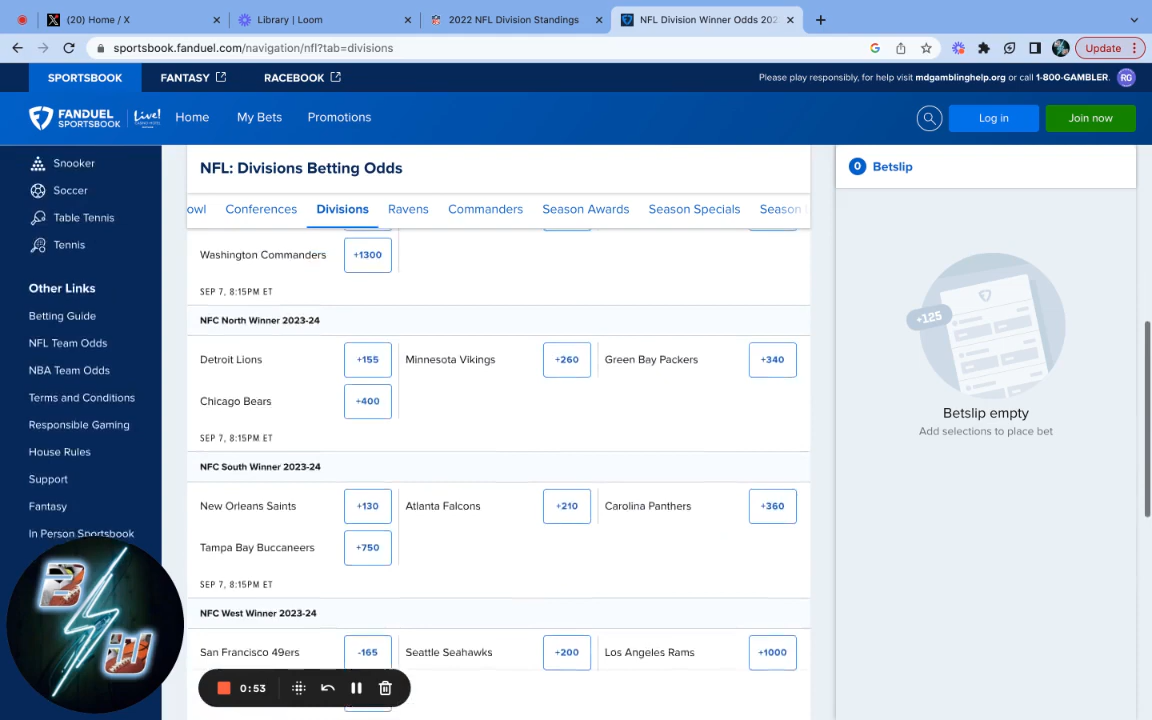 (20) Home / X
Library | Loom
2022 NFL Division Standings
NFL Division Winner Odds 202
sportsbook.fanduel.com/navigation/nfl?tab=divisions
Update
SPORTSBOOK
FANTASY
RACEBOOK
Please play responsibly, for help visit mdgamblinghelp.org or call 1-800-GAMBLER.
RG
FANDUEL
SPORTSBOOK
Live!
Home
My Bets
Promotions
Log in
Join now
Snooker
Soccer
Table Tennis
Tennis
Other Links
Betting Guide
NFL Team Odds
NBA Team Odds
Terms and Conditions
Responsible Gaming
House Rules
Support
Fantasy
In Person Sportsbook
NFL: Divisions Betting Odds
owl Conferences Divisions Ravens Commanders Season Awards Season Specials Season
Washington Commanders +1300
SEP 7, 8:15PM ET
NFC North Winner 2023-24
Detroit Lions +155 Minnesota Vikings +260 Green Bay Packers +340
Chicago Bears +400
SEP 7, 8:15PM ET
NFC South Winner 2023-24
New Orleans Saints +130 Atlanta Falcons +210 Carolina Panthers +360
Tampa Bay Buccaneers +750
SEP 7, 8:15PM ET
NFC West Winner 2023-24
San Francisco 49ers -165 Seattle Seahawks +200 Los Angeles Rams +1000
0 Betslip
+125
Betslip empty
Add selections to place bet
0:53